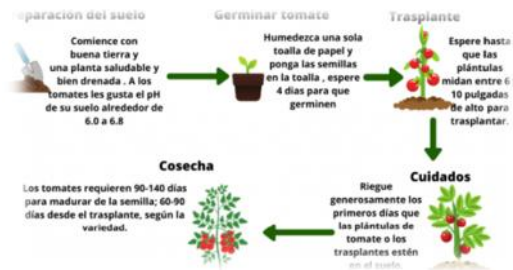 eparación del suelo
Comience con
buena tierra y
una planta saludable y
bien drenada . A los
tomates les gusta el pH
de su suelo alrededor de
6.0 a 6.8
Germinar tomate
Humedezca una sola
toalla de papel y
ponga las semillas
en la toalla , espere
4 dias para que
germinen
Trasplante
Espere hasta
que las
plántulas
midan entre 6
10 pulgadas
de alto para
trasplantar.
Cuidados
Riegue
generosamente los
primeros días que
las plántulas de
tomate o los
trasplantes estén
en el suelo.
Cosecha
Los tomates requieren 90-140 días
para madurar de la semilla; 60-90
días desde el trasplante, según la
variedad.